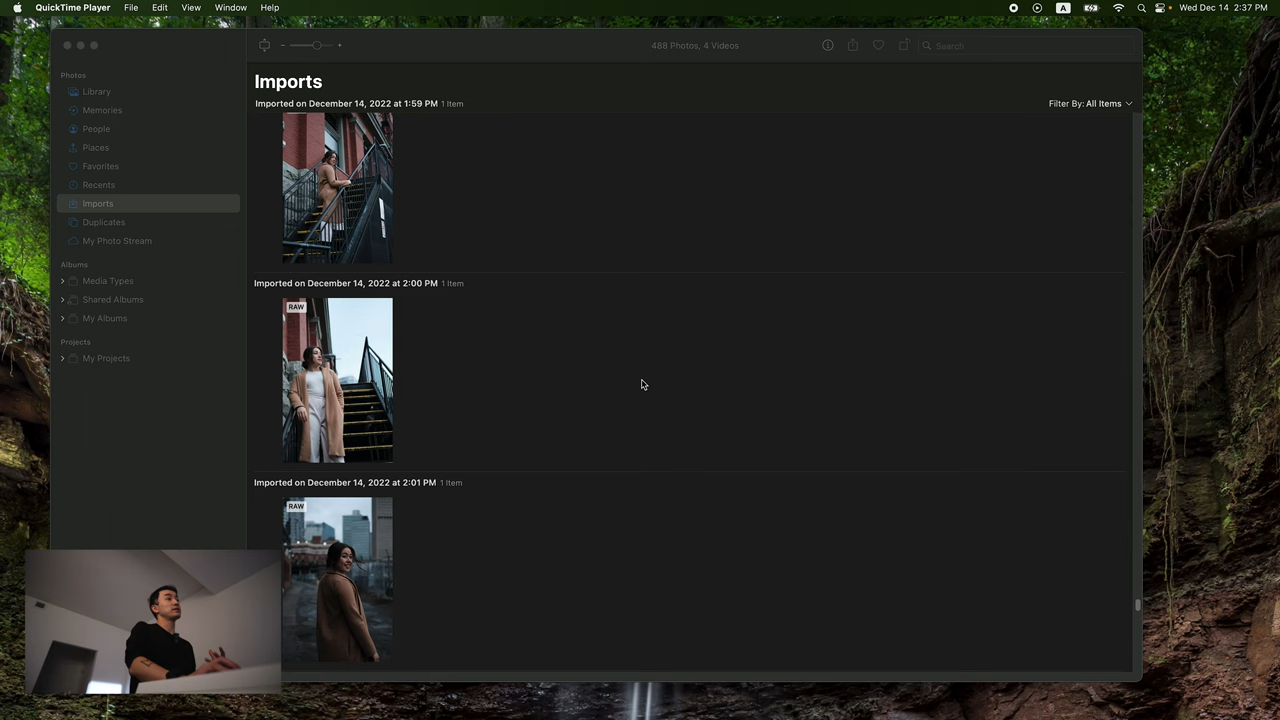 QuickTime Player File Edit View Window Help
A
Wed Dec 14 2:37 PM
488 Photos, 4 Videos
Search
Photos
Library
Memories
People
Places
Favorites
Recents
Imports
Duplicates
My Photo Stream
Albums
Media Types
Shared Albums
My Albums
Projects
My Projects
Imports
Imported on December 14, 2022 at 1:59 PM 1 Item
Filter By: All Items
Imported on December 14, 2022 at 2:00 PM 1 Item
RAW
Imported on December 14, 2022 at 2:01 PM 1 Item
RAW